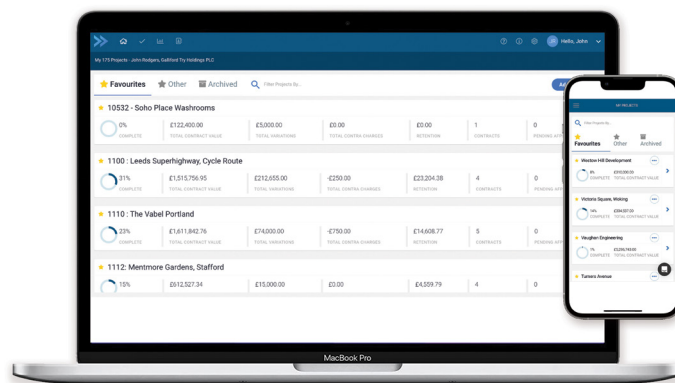 Hello, John
My 175 Projects - John Rodgers, Galliford Try Holdings PLC
Favourites Other Archived Filter Projects By...
10532 - Soho Place Washrooms
0% £122,400.00 £5,000.00 £0.00 £0.00 1 0
COMPLETE TOTAL CONTRACT VALUE TOTAL VARIATIONS TOTAL CONTRA CHARGES RETENTION CONTRACTS PENDING
1100 : Leeds Superhighway, Cycle Route
31% £1,515,756.95 £212,655.00 -£250.00 £23,204.38 4 0
COMPLETE TOTAL CONTRACT VALUE TOTAL VARIATIONS TOTAL CONTRA CHARGES RETENTION CONTRACTS PENDING
1110 : The Vabel Portland
23% £1,611,842.76 £74,000.00 -£750.00 £14,608.77 5 0
COMPLETE TOTAL CONTRACT VALUE TOTAL VARIATIONS TOTAL CONTRA CHARGES RETENTION CONTRACTS PENDING
1112: Mentmore Gardens, Stafford
15% £612,527.34 £15,000.00 £0.00 £4,559.79 4 0
MacBook Pro
MY PROJECTS
Filter Projects By...
Favourites Other Archived
Westow Hill Development
8%
COMPLETE TOTAL CONTRACT VALUE
Victoria Square, Woking
14%
COMPLETE TOTAL CONTRACT VALUE
Vaughan Engineering
1%
COMPLETE TOTAL CONTRACT VALUE
Turners Avenue